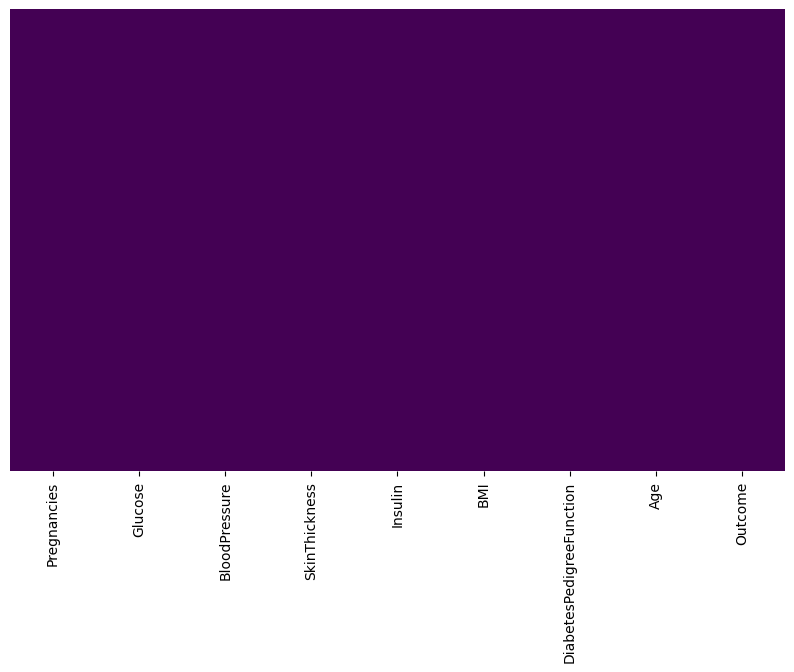 Pregnancies
Glucose
BloodPressure
SkinThickness
Insulin
BMI
DiabetesPedigreeFunction
Age
Outcome